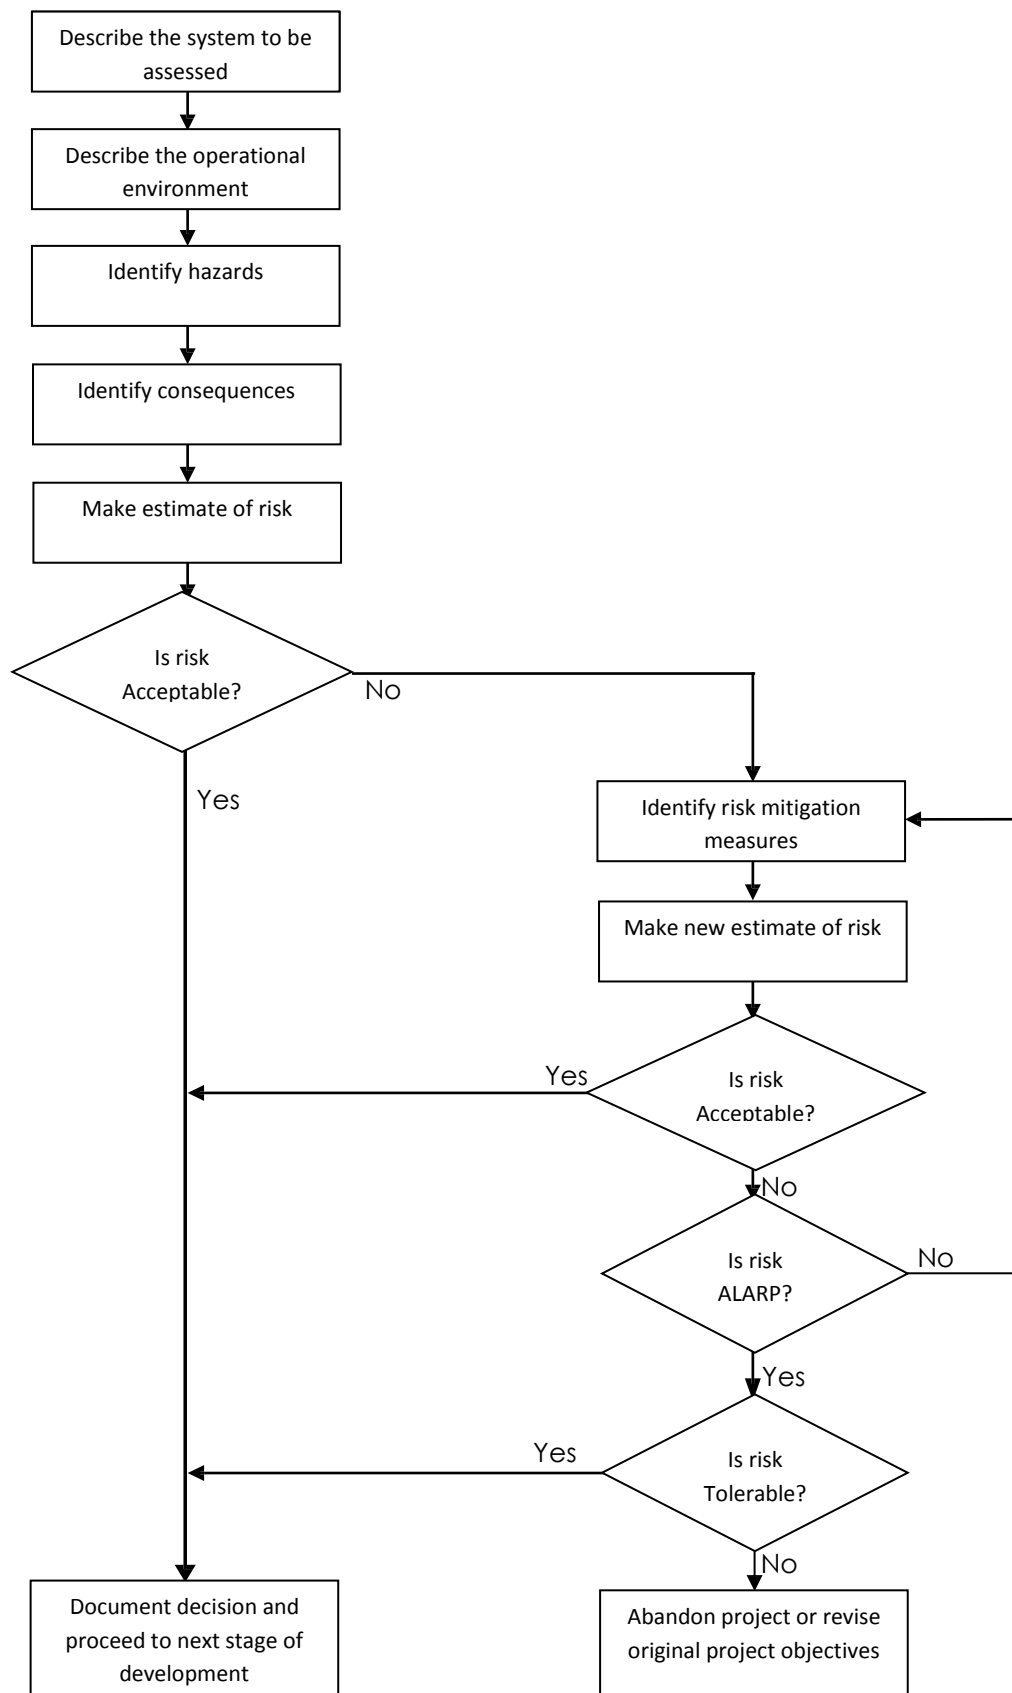 Describe the system to be
assessed
Describe the operational
environment
Identify hazards
Identify consequences
Make estimate of risk
Is risk
Acceptable?
No
Yes
Identify risk mitigation
measures
Make new estimate of risk
Yes
Is risk
Acceptable?
No
Is risk
ALARP?
No
Yes
Yes
Is risk
Tolerable?
No
Document decision and
proceed to next stage of
development
Abandon project or revise
original project objectives